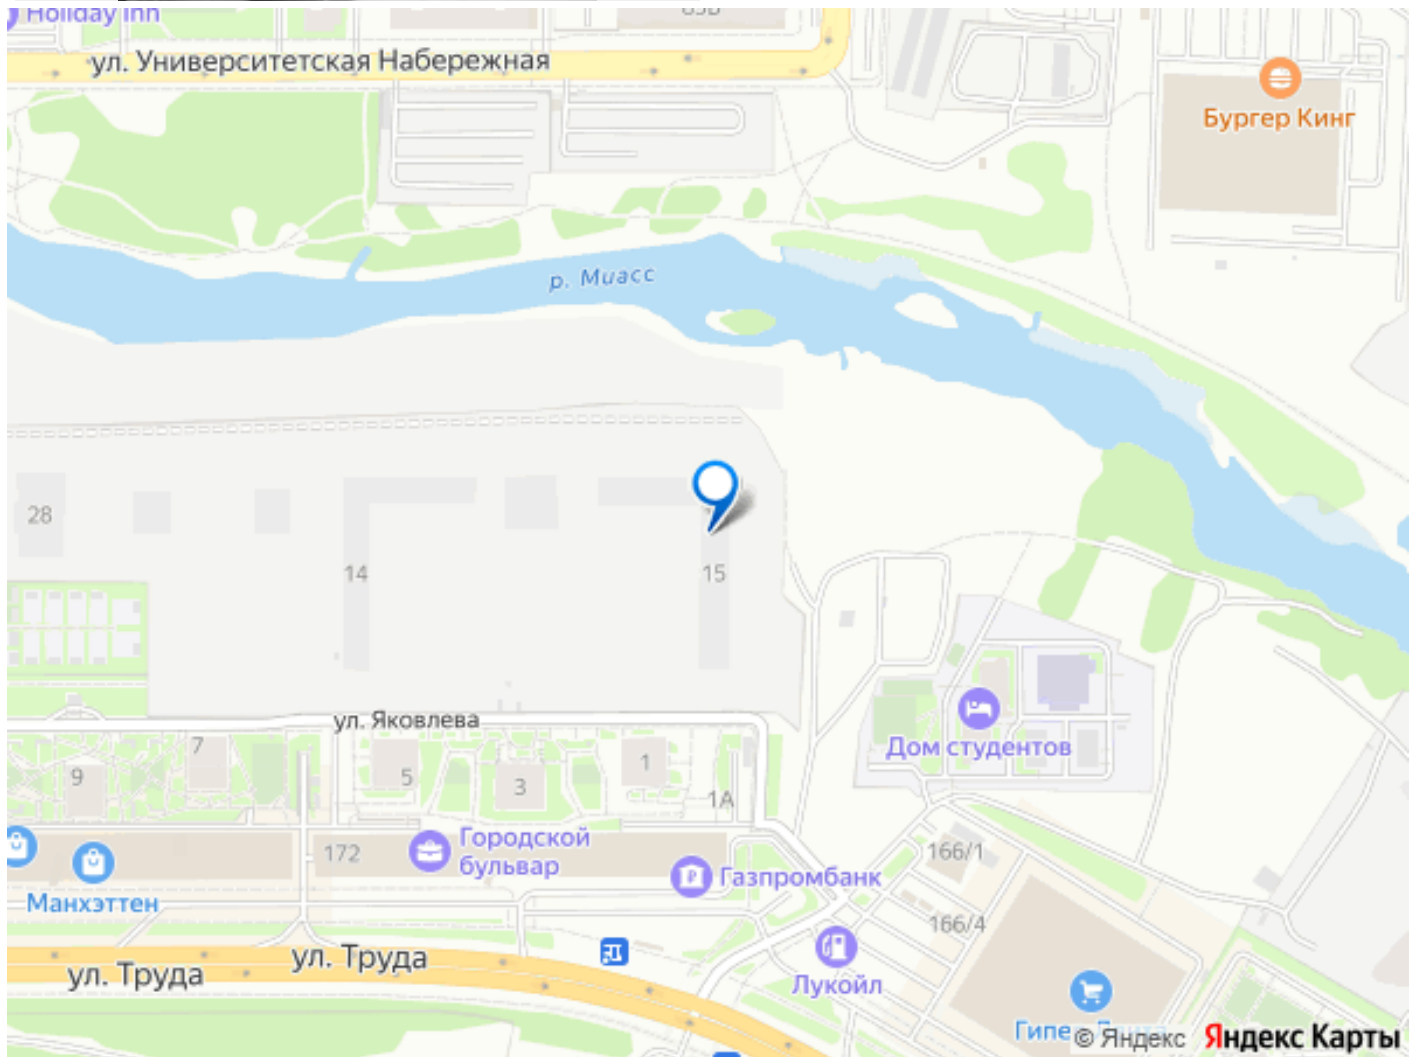 Holiday Inn
ул. Университетская Набережная
Бургер Кинг
р. Миасс
28
14
15
ул. Яковлева
7
9
5
3
1
1А
Дом студентов
172
Городской
бульвар
Газпромбанк
Манхэттен
166/1
166/4
ул. Труда
ул. Труда
Лукойл
© Яндекс
Яндекс Карты